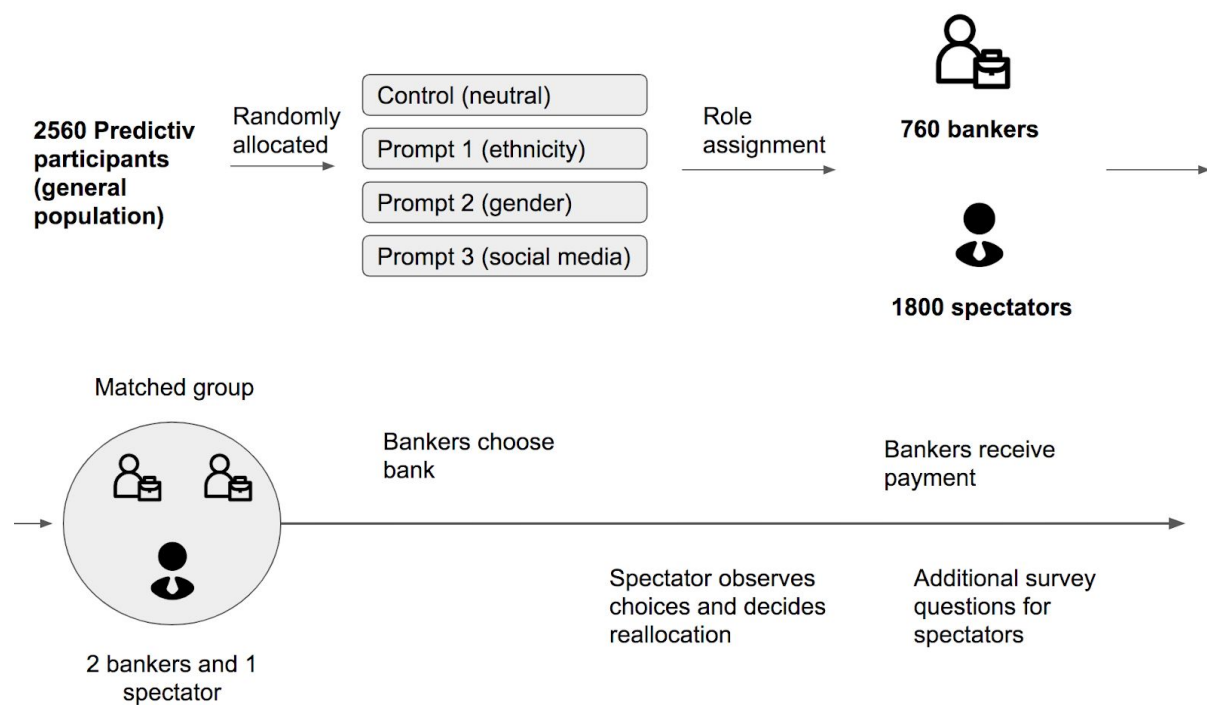 2560 Predictiv
participants
(general
population)
Randomly
allocated
Control (neutral)
Prompt 1 (ethnicity)
Prompt 2 (gender)
Prompt 3 (social media)
Role
assignment
760 bankers
1800 spectators
Matched group
2 bankers and 1
spectator
Bankers choose
bank
Spectator observes
choices and decides
reallocation
Bankers receive
payment
Additional survey
questions for
spectators